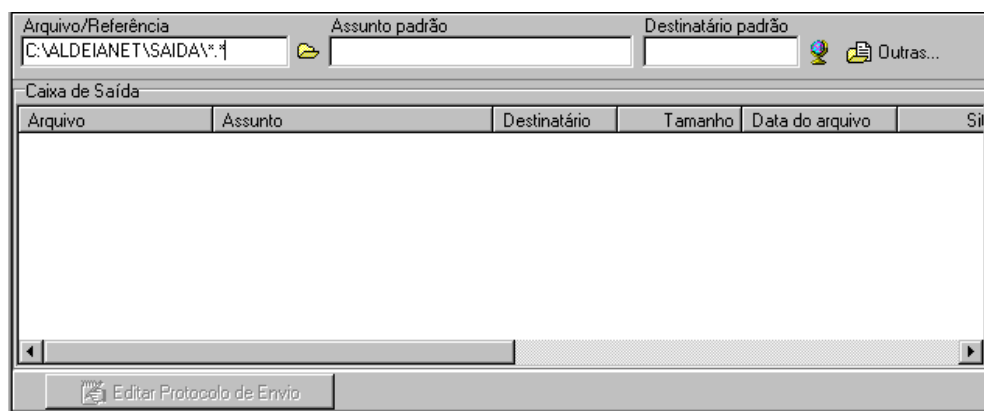 Arquivo/Referência Assunto padrão Destinatário padrão
C:\ALDEIANET\SAIDA\*.* Outras...
Caixa de Saída
Arquivo Assunto Destinatário Tamanho Data do arquivo Sit
Editar Protocolo de Envio